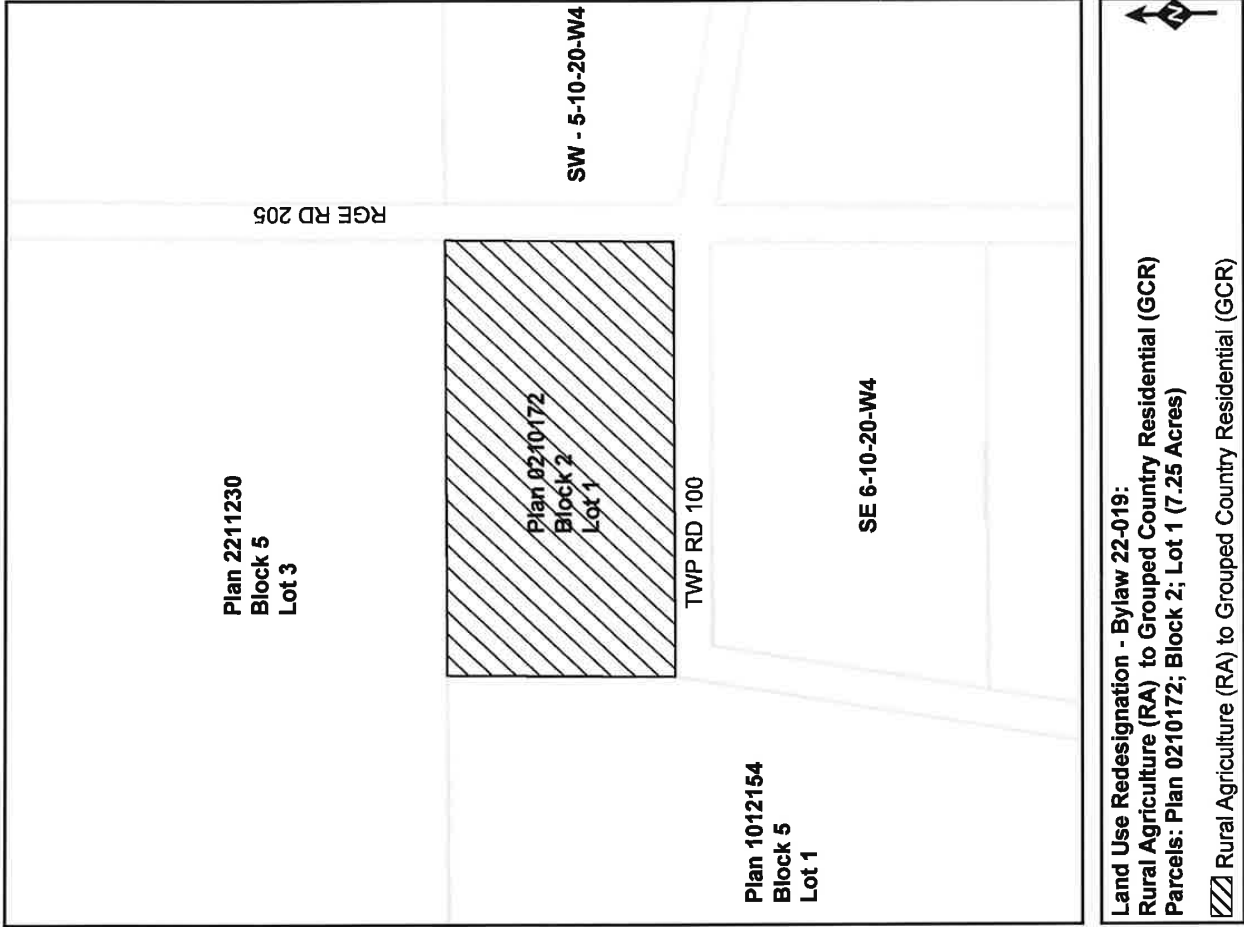 Plan 2211230
Block 5
Lot 3
RGE RD 205
Plan 0210172
Block 2
Lot 1
SW - 5-10-20-W4
TWP RD 100
Plan 1012154
Block 5
Lot 1
SE 6-10-20-W4
Land Use Redesignation - Bylaw 22-019:
Rural Agriculture (RA) to Grouped Country Residential (GCR)
Parcels: Plan 0210172; Block 2; Lot 1 (7.25 Acres)
Rural Agriculture (RA) to Grouped Country Residential (GCR)
N